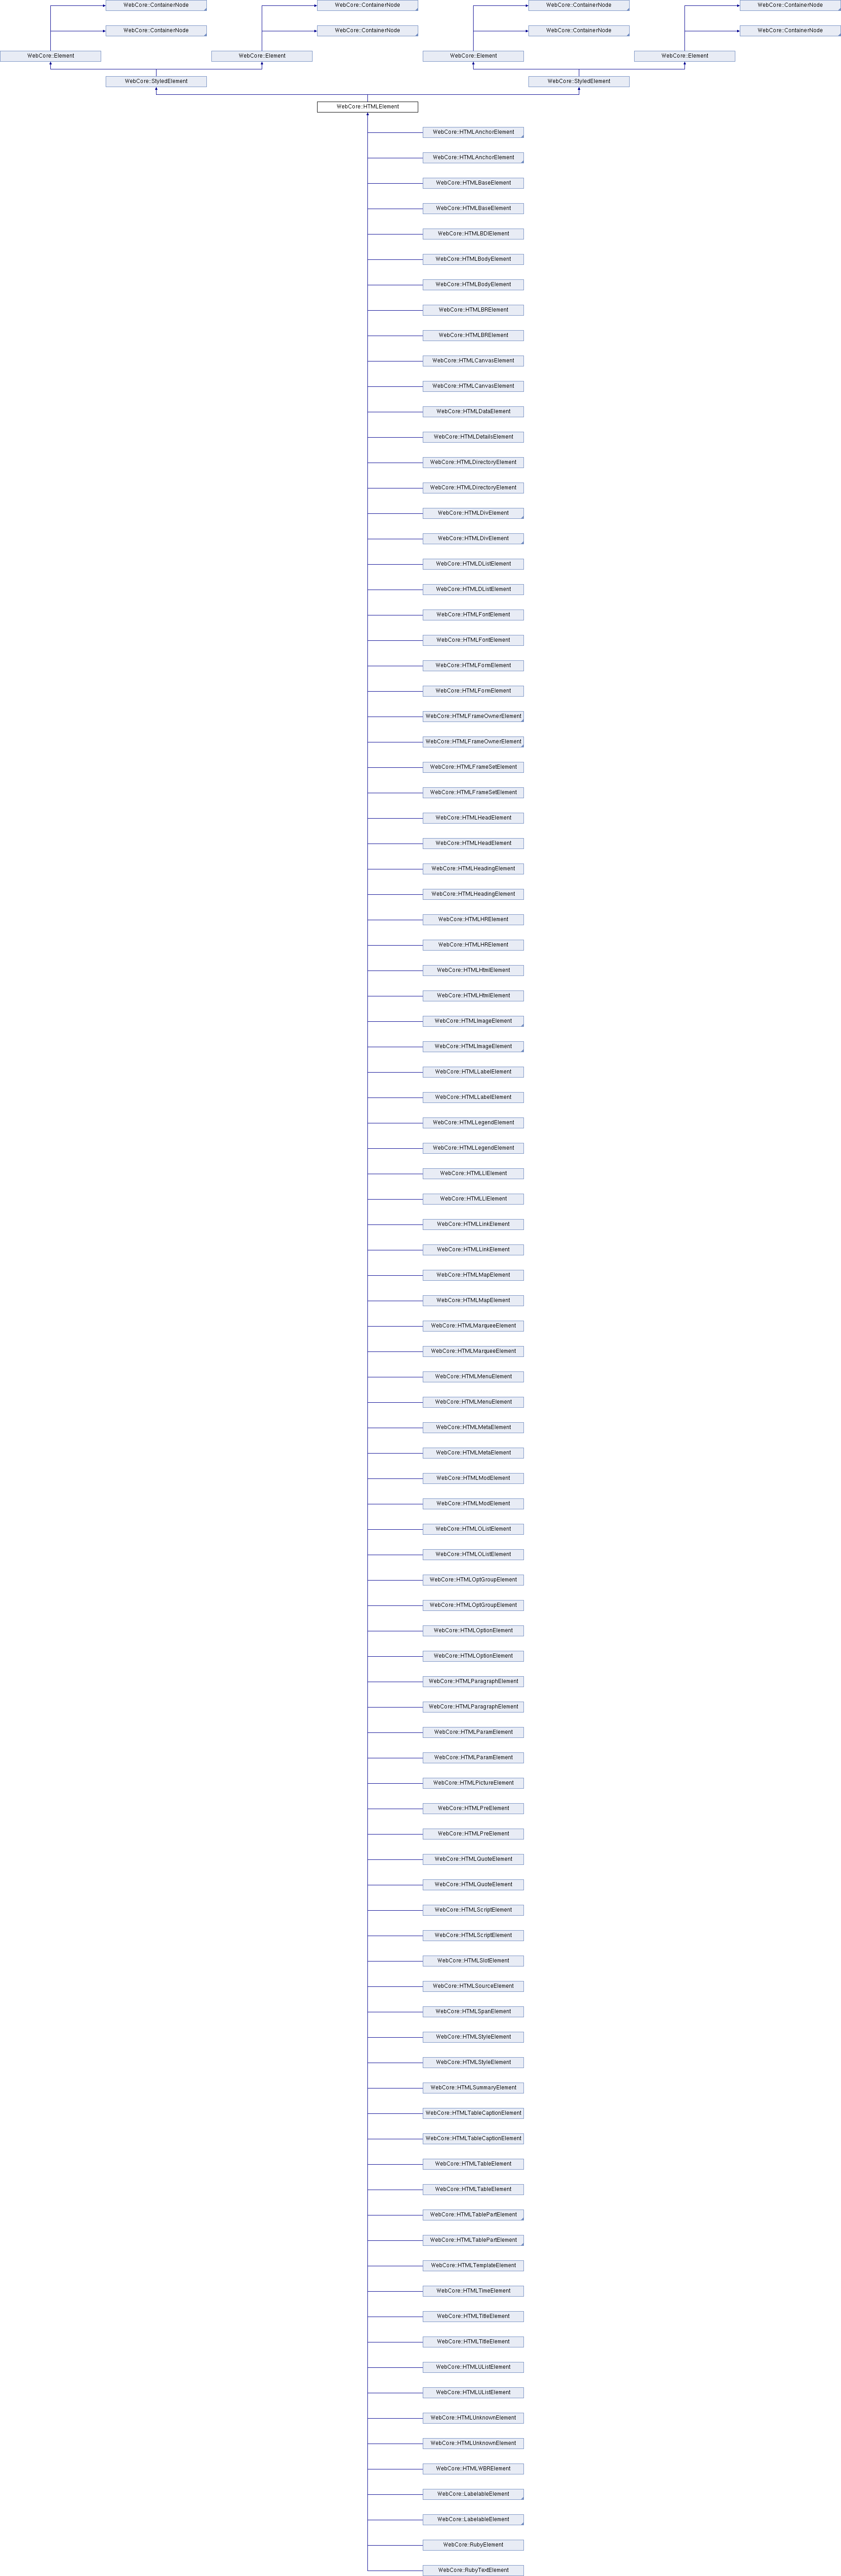 WebCore::ContainerNode WebCore::ContainerNode WebCore::ContainerNode WebCore::ContainerNode
WebCore::ContainerNode WebCore::ContainerNode WebCore::ContainerNode WebCore::ContainerNode
WebCore::Element WebCore::Element WebCore::Element WebCore::Element
WebCore::StyledElement WebCore::StyledElement
WebCore::HTMLElement
WebCore::HTMLAnchorElement
WebCore::HTMLAnchorElement
WebCore::HTMLBaseElement
WebCore::HTMLBaseElement
WebCore::HTMLBDIElement
WebCore::HTMLBodyElement
WebCore::HTMLBodyElement
WebCore::HTMLBRElement
WebCore::HTMLBRElement
WebCore::HTMLCanvasElement
WebCore::HTMLCanvasElement
WebCore::HTMLDataElement
WebCore::HTMLDetailsElement
WebCore::HTMLDirectoryElement
WebCore::HTMLDirectoryElement
WebCore::HTMLDivElement
WebCore::HTMLDivElement
WebCore::HTMLDListElement
WebCore::HTMLDListElement
WebCore::HTMLFontElement
WebCore::HTMLFontElement
WebCore::HTMLFormElement
WebCore::HTMLFormElement
WebCore::HTMLFrameOwnerElement
WebCore::HTMLFrameOwnerElement
WebCore::HTMLFrameSetElement
WebCore::HTMLFrameSetElement
WebCore::HTMLHeadElement
WebCore::HTMLHeadElement
WebCore::HTMLHeadingElement
WebCore::HTMLHeadingElement
WebCore::HTMLHRElement
WebCore::HTMLHRElement
WebCore::HTMLHtmlElement
WebCore::HTMLHtmlElement
WebCore::HTMLImageElement
WebCore::HTMLImageElement
WebCore::HTMLLabelElement
WebCore::HTMLLabelElement
WebCore::HTMLLegendElement
WebCore::HTMLLegendElement
WebCore::HTMLLIElement
WebCore::HTMLLIElement
WebCore::HTMLLinkElement
WebCore::HTMLLinkElement
WebCore::HTMLMapElement
WebCore::HTMLMapElement
WebCore::HTMLMarqueeElement
WebCore::HTMLMarqueeElement
WebCore::HTMLMenuElement
WebCore::HTMLMenuElement
WebCore::HTMLMetaElement
WebCore::HTMLMetaElement
WebCore::HTMLModElement
WebCore::HTMLModElement
WebCore::HTMLOListElement
WebCore::HTMLOListElement
WebCore::HTMLOptGroupElement
WebCore::HTMLOptGroupElement
WebCore::HTMLOptionElement
WebCore::HTMLOptionElement
WebCore::HTMLParagraphElement
WebCore::HTMLParagraphElement
WebCore::HTMLParamElement
WebCore::HTMLParamElement
WebCore::HTMLPictureElement
WebCore::HTMLPreElement
WebCore::HTMLPreElement
WebCore::HTMLQuoteElement
WebCore::HTMLQuoteElement
WebCore::HTMLScriptElement
WebCore::HTMLScriptElement
WebCore::HTMLSlotElement
WebCore::HTMLSourceElement
WebCore::HTMLSpanElement
WebCore::HTMLStyleElement
WebCore::HTMLStyleElement
WebCore::HTMLSummaryElement
WebCore::HTMLTableCaptionElement
WebCore::HTMLTableCaptionElement
WebCore::HTMLTableElement
WebCore::HTMLTableElement
WebCore::HTMLTablePartElement
WebCore::HTMLTablePartElement
WebCore::HTMLTemplateElement
WebCore::HTMLTimeElement
WebCore::HTMLTitleElement
WebCore::HTMLTitleElement
WebCore::HTMLUListElement
WebCore::HTMLUListElement
WebCore::HTMLUnknownElement
WebCore::HTMLUnknownElement
WebCore::HTMLWBRElement
WebCore::LabelableElement
WebCore::LabelableElement
WebCore::RubyElement
WebCore::RubyTextElement